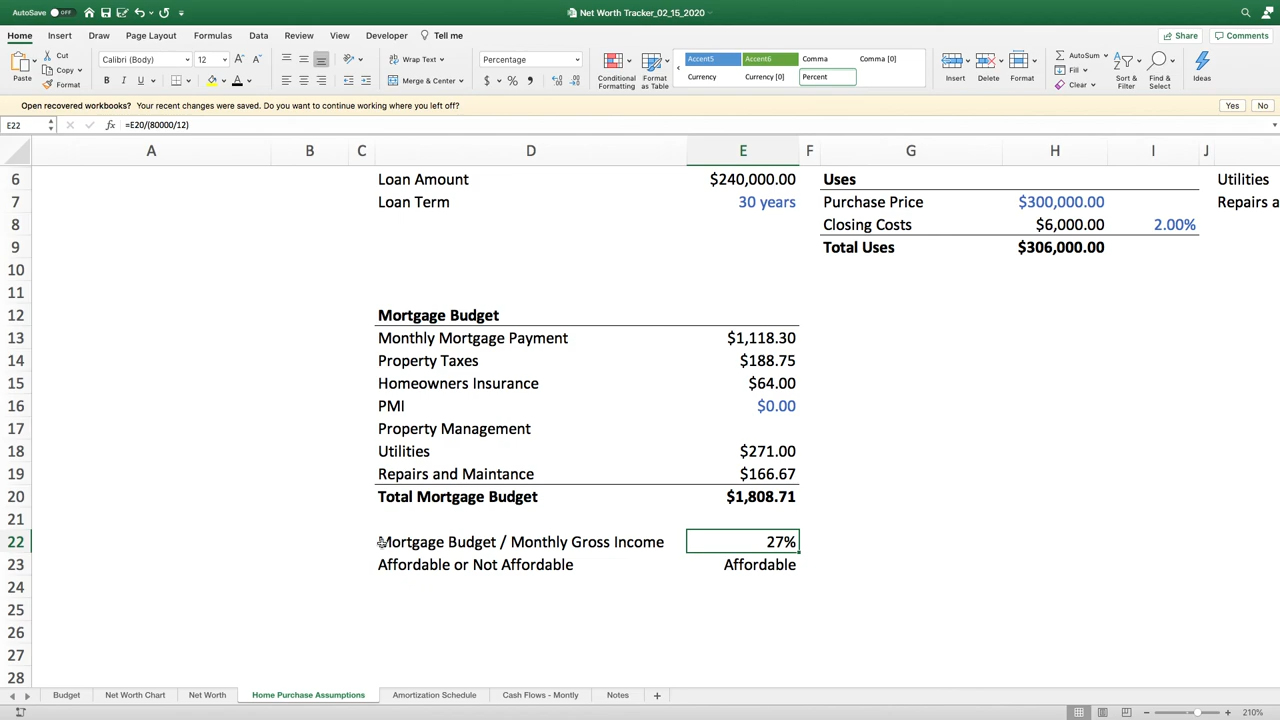 AutoSave OFF
Net Worth Tracker_02_15_2020
Home Insert Draw Page Layout Formulas Data Review View Developer Tell me Share Comments
Paste Cut Copy Format
Calibri (Body) 12
B I U A
Wrap Text
Merge & Center
Percentage
$ % 
Conditional Formatting
Format as Table
Accent5 Accent6 Comma Comma [0]
Currency Currency [0] Percent
Insert Delete Format
AutoSum
Fill
Clear
Sort & Filter
Find & Select
Ideas
Open recovered workbooks? Your recent changes were saved. Do you want to continue working where you left off? Yes No
E22 fx =E20/(80000/12)
A B C D E F G H I J
6 Loan Amount $240,000.00 Uses Utilities
7 Loan Term 30 years Purchase Price $300,000.00 Repairs a
8 Closing Costs $6,000.00 2.00%
9 Total Uses $306,000.00
10
11
12 Mortgage Budget
13 Monthly Mortgage Payment $1,118.30
14 Property Taxes $188.75
15 Homeowners Insurance $64.00
16 PMI $0.00
17 Property Management
18 Utilities $271.00
19 Repairs and Maintance $166.67
20 Total Mortgage Budget $1,808.71
21
22 Mortgage Budget / Monthly Gross Income 27%
23 Affordable or Not Affordable Affordable
24
25
26
27
28
Budget Net Worth Chart Net Worth Home Purchase Assumptions Amortization Schedule Cash Flows - Montly Notes +
210%